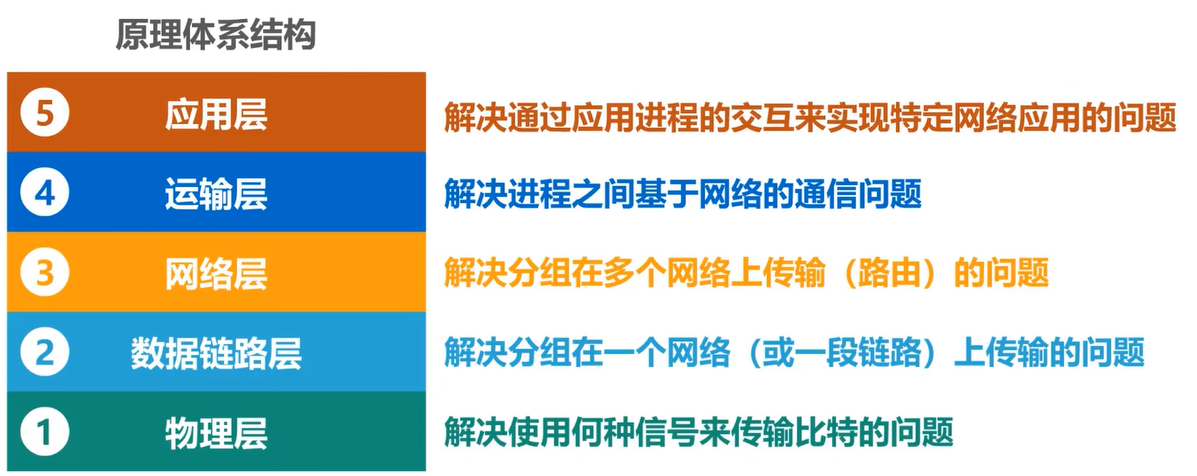 原理体系结构
5 应用层 解决通过应用进程的交互来实现特定网络应用的问题
4 运输层 解决进程之间基于网络的通信问题
3 网络层 解决分组在多个网络上传输（路由）的问题
2 数据链路层 解决分组在一个网络（或一段链路）上传输的问题
1 物理层 解决使用何种信号来传输比特的问题